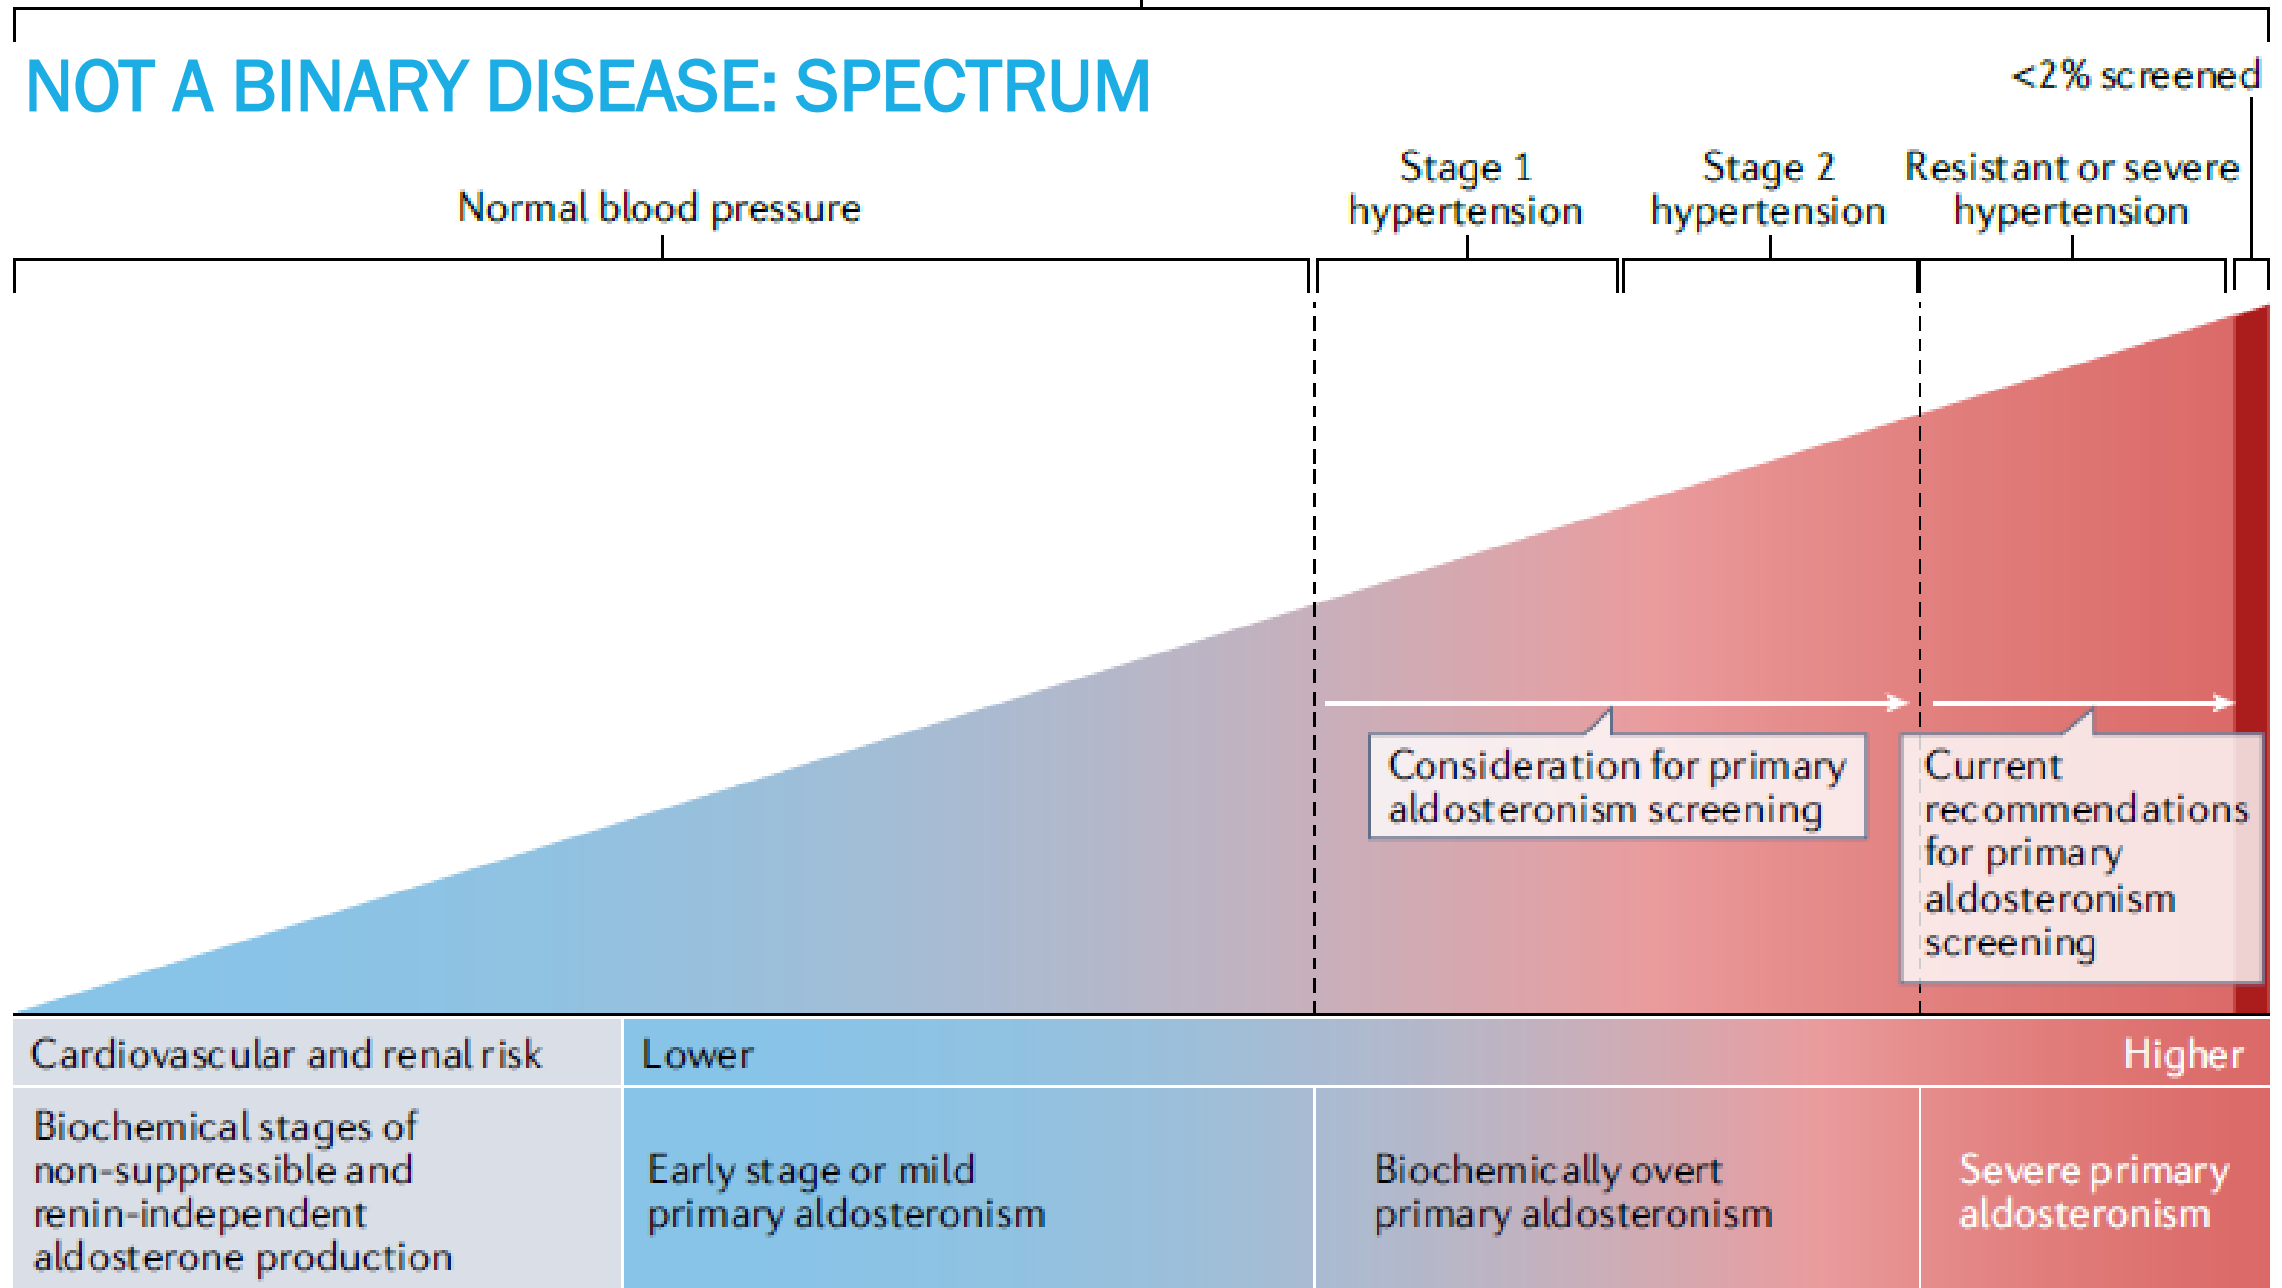 NOT A BINARY DISEASE: SPECTRUM
<2% screened
Normal blood pressure
Stage 1
hypertension
Stage 2
hypertension
Resistant or severe
hypertension
Consideration for primary
aldosteronism screening
Current
recommendations
for primary
aldosteronism
screening
Cardiovascular and renal risk
Lower
Higher
Biochemical stages of
non-suppressible and
renin-independent
aldosterone production
Early stage or mild
primary aldosteronism
Biochemically overt
primary aldosteronism
Severe primary
aldosteronism